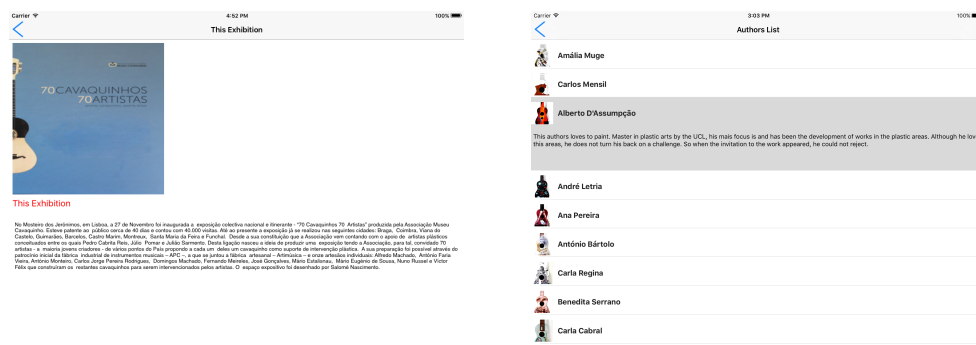 Carrier
4:52 PM
100%
This Exhibition
70CAVAQUINHOS
70ARTISTAS
This Exhibition
No Mosteiro dos Jerónimos, em Lisboa, a 27 de Novembro foi inaugurada a exposição colectiva nacional e itinerante - "70 Cavaquinhos 70 Artistas" produzida pela Associação Museu
Cavaquinho. Esteve patente ao público cerca de 40 dias e contou com 40.000 visitas. Até ao presente a exposição já se realizou nas seguintes cidades: Braga, Coimbra, Viana do
Castelo, Guimarães, Barcelos, Castro Marim, Montreux, Santa Maria da Feira e Funchal. Desde a sua constituição que a Associação vem contando com o apoio de artistas plásticos
conceituados entre os quais Pedro Cabrita Reis, Júlio Pomar e Julião Sarmento. Desta ligação nasceu a ideia de produzir uma exposição tendo a Associação, para tal, convidado 70
artistas - a maioria jovens criadores - de vários pontos do País propondo a cada um deles um cavaquinho como suporte de intervenção plástica. A sua preparação foi possível através do
patrocínio inicial da fábrica industrial de instrumentos musicais – APC –, a que se juntou a fábrica artesanal – Artimúsica – e onze artesãos individuais: Alfredo Machado, António Faria
Vieira, António Monteiro, Carlos Jorge Pereira Rodrigues, Domingos Machado, Fernando Meireles, José Gonçalves, Mário Estalisnau, Mário Eugénio de Sousa, Nuno Russel e Victor
Félix que construíram os restantes cavaquinhos para serem intervencionados pelos artistas. O espaço expositivo foi desenhado por Salomé Nascimento.
Carrier
3:03 PM
100%
Authors List
Amália Muge
Carlos Mensil
Alberto D'Assumpção
This authors loves to paint. Master in plastic arts by the UCL, his mais focus is and has been the development of works in the plastic areas. Although he lov
this areas, he does not turn his back on a challenge. So when the invitation to the work appeared, he could not reject.
André Letria
Ana Pereira
António Bártolo
Carla Regina
Benedita Serrano
Carla Cabral